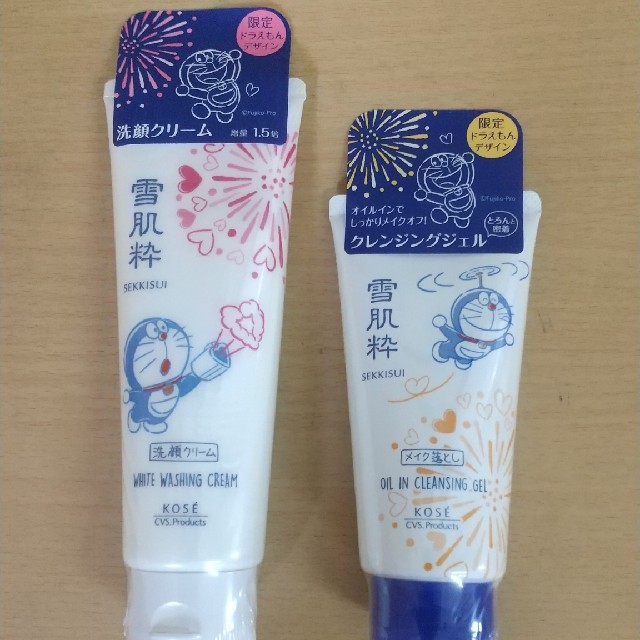 限定
ドラえもん
デザイン
©Fujiko-Pro
洗顔クリーム
増量 1.5倍
雪肌粋
SEKKISUI
洗顔クリーム
WHITE WASHING CREAM
KOSÉ
CVS. Products
限定
ドラえもん
デザイン
©Fujiko-Pro
オイルインで
しっかりメイクオフ!
とろんと
密着
クレンジングジェル
雪肌粋
SEKKISUI
メイク落とし
OIL IN CLEANSING GEL
KOSÉ
CVS. Products